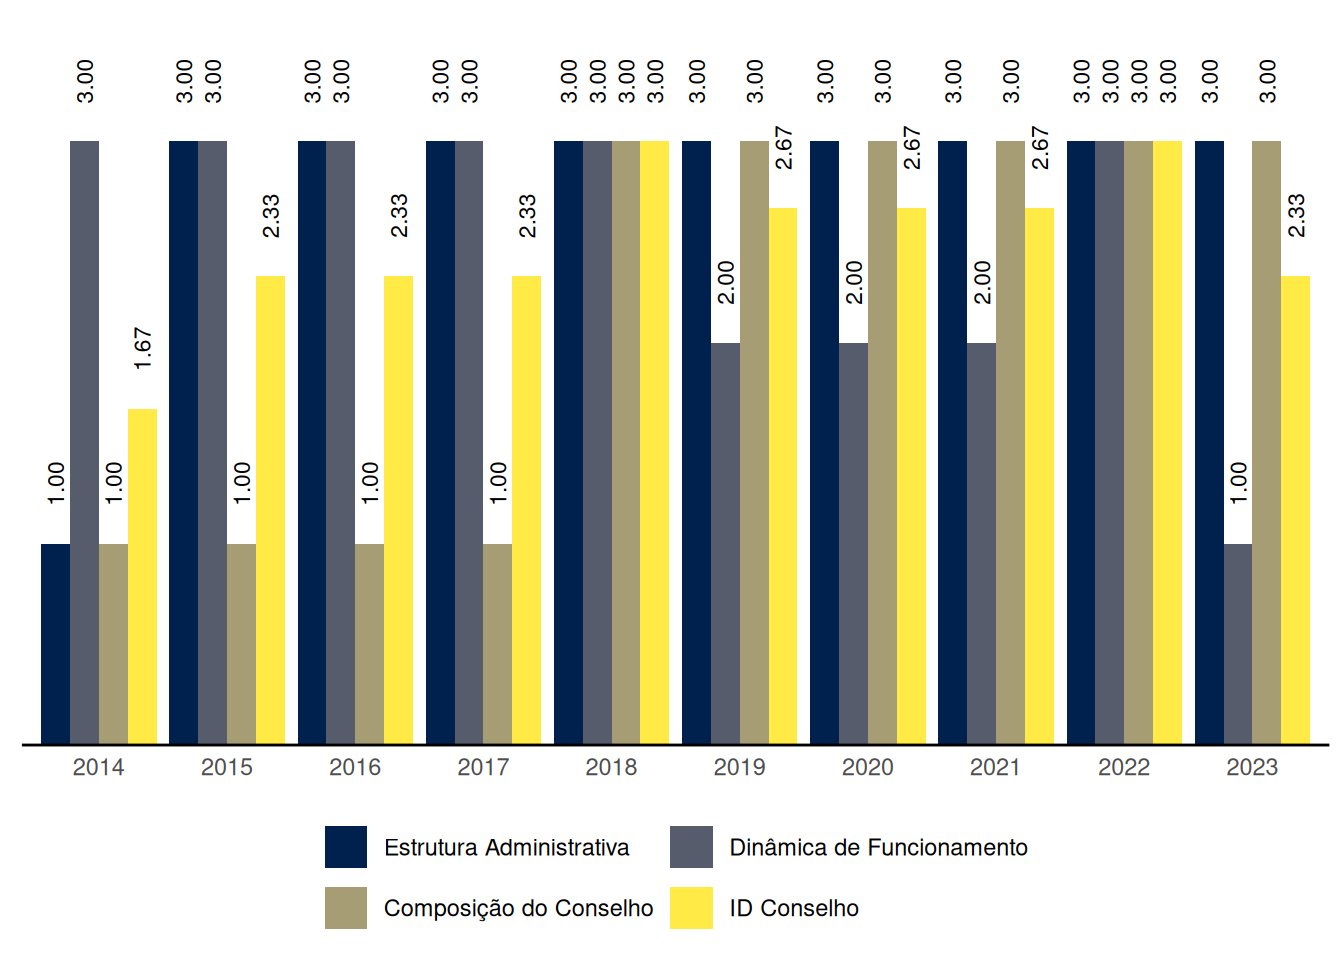 3.00 3.00 3.00 3.00 3.00 3.00 3.00 3.00 3.00 3.00 3.00 3.00 3.00 3.00 3.00 3.00 3.00 3.00 3.00 3.00 3.00 3.00 3.00
2.67 2.67 2.67
2.33 2.33 2.33 2.33
2.00 2.00 2.00
1.67
1.00 1.00 1.00 1.00 1.00 1.00
2014 2015 2016 2017 2018 2019 2020 2021 2022 2023
Estrutura Administrativa Dinâmica de Funcionamento
Composição do Conselho ID Conselho